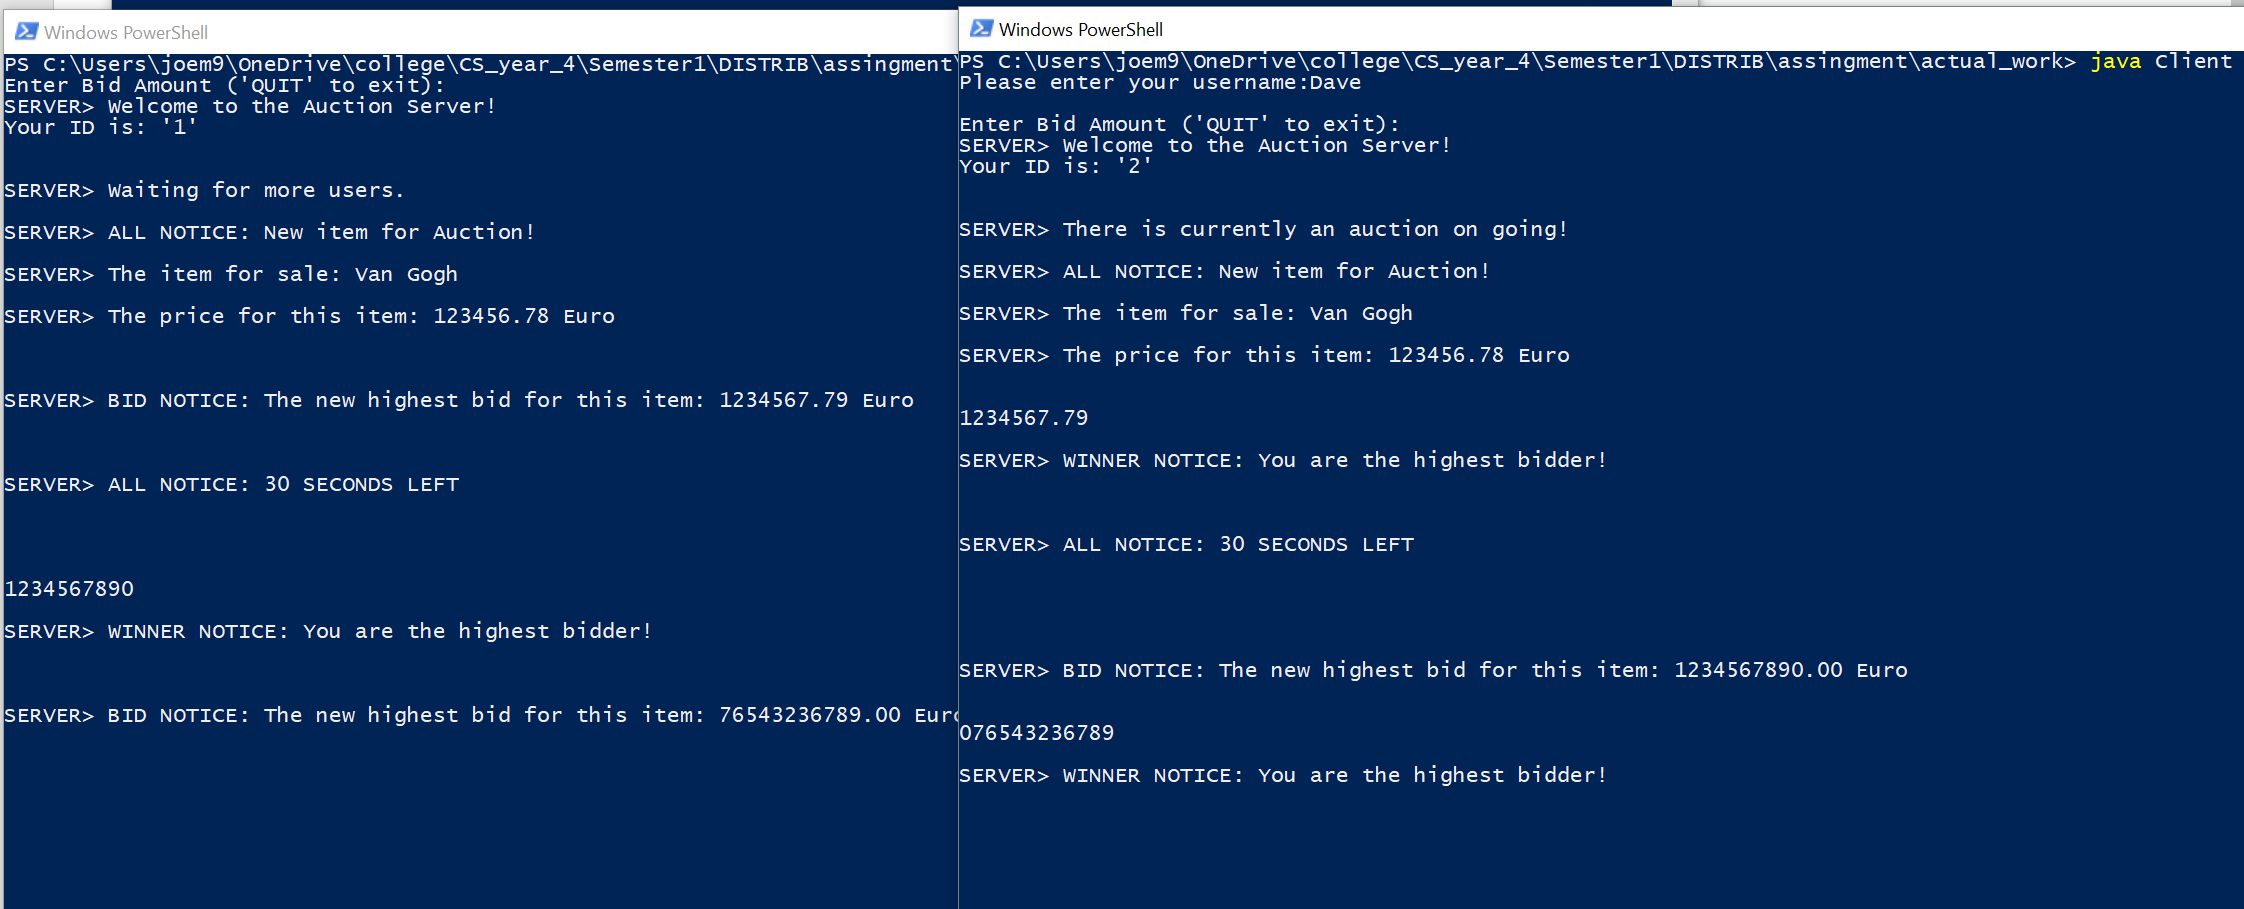 Windows PowerShell
PS C:\Users\joem9\OneDrive\college\CS_year_4\Semester1\DISTRIB\assingment\
Enter Bid Amount ('QUIT' to exit):
SERVER> Welcome to the Auction Server!
Your ID is: '1'
SERVER> Waiting for more users.
SERVER> ALL NOTICE: New item for Auction!
SERVER> The item for sale: Van Gogh
SERVER> The price for this item: 123456.78 Euro
SERVER> BID NOTICE: The new highest bid for this item: 1234567.79 Euro
SERVER> ALL NOTICE: 30 SECONDS LEFT
1234567890
SERVER> WINNER NOTICE: You are the highest bidder!
SERVER> BID NOTICE: The new highest bid for this item: 76543236789.00 Euro
Windows PowerShell
PS C:\Users\joem9\OneDrive\college\CS_year_4\Semester1\DISTRIB\assingment\actual_work> java Client
Please enter your username:Dave
Enter Bid Amount ('QUIT' to exit):
SERVER> Welcome to the Auction Server!
Your ID is: '2'
SERVER> There is currently an auction on going!
SERVER> ALL NOTICE: New item for Auction!
SERVER> The item for sale: Van Gogh
SERVER> The price for this item: 123456.78 Euro
1234567.79
SERVER> WINNER NOTICE: You are the highest bidder!
SERVER> ALL NOTICE: 30 SECONDS LEFT
SERVER> BID NOTICE: The new highest bid for this item: 1234567890.00 Euro
076543236789
SERVER> WINNER NOTICE: You are the highest bidder!